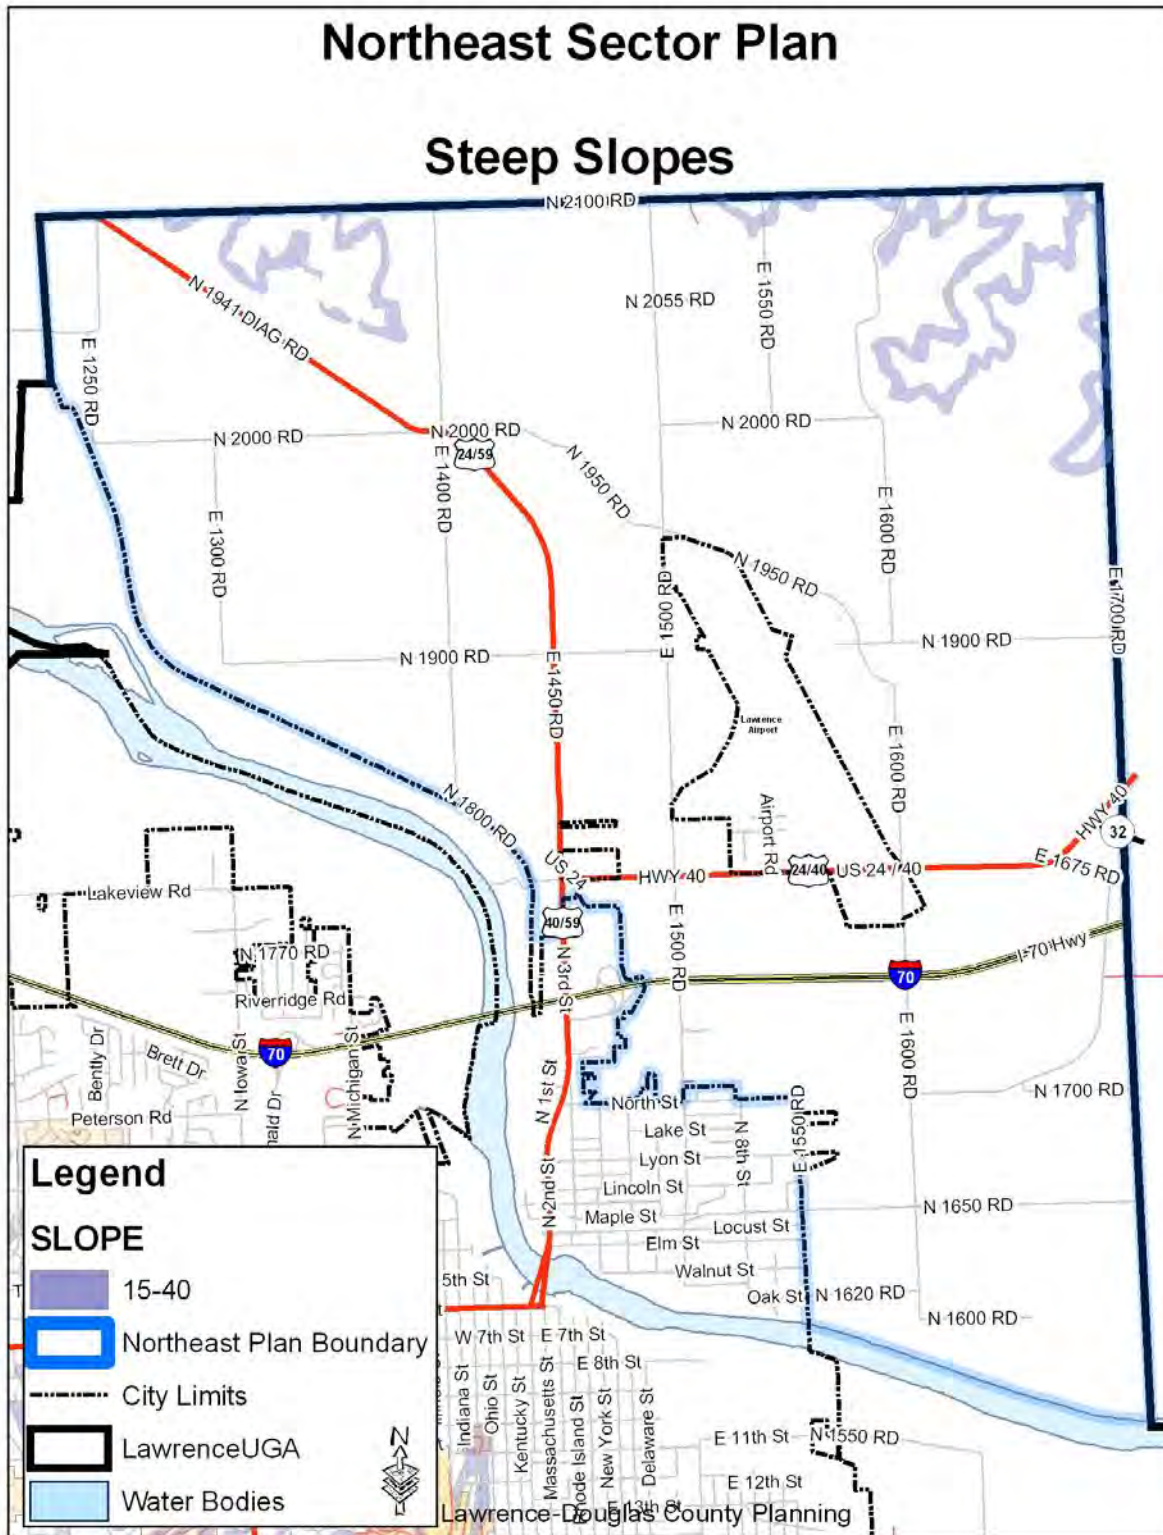 Northeast Sector Plan
Steep Slopes
N 2100 RD
N 1941 DIAG RD
N 2055 RD
E 1550 RD
E 1250 RD
N 2000 RD
N 2000 RD
24/59
E 1400 RD
N 2000 RD
N 1950 RD
E 1300 RD
E 1600 RD
N 1950 RD
E 1500 RD
E 1700 RD
N 1900 RD
N 1900 RD
E 1450 RD
Lawrence
Airport
E 1600 RD
N 1800 RD
Airport Rd
HWY 40
32
US 24
HWY 40
24/40
US 24 / 40
E 1675 RD
Lakeview Rd
40/59
E 1500 RD
N 1770 RD
N 3rd St
I-70 Hwy
70
Riverridge Rd
70
Bently Dr
Brett Dr
N Iowa St
N Michigan St
E 1600 RD
N 1700 RD
Peterson Rd
ald Dr
N 1st St
North St
Lake St
Lyon St
N 8th St
E 1550 RD
Lincoln St
N 2nd St
Maple St
Locust St
N 1650 RD
Elm St
Walnut St
5th St
Oak St
N 1620 RD
N 1600 RD
W 7th St
E 7th St
E 8th St
Indiana St
Ohio St
Kentucky St
Massachusetts St
ode Island St
New York St
Delaware St
E 11th St
N 1550 RD
E 12th St
E 13th St
Legend
SLOPE
15-40
Northeast Plan Boundary
City Limits
LawrenceUGA
Water Bodies
N
Lawrence-Douglas County Planning